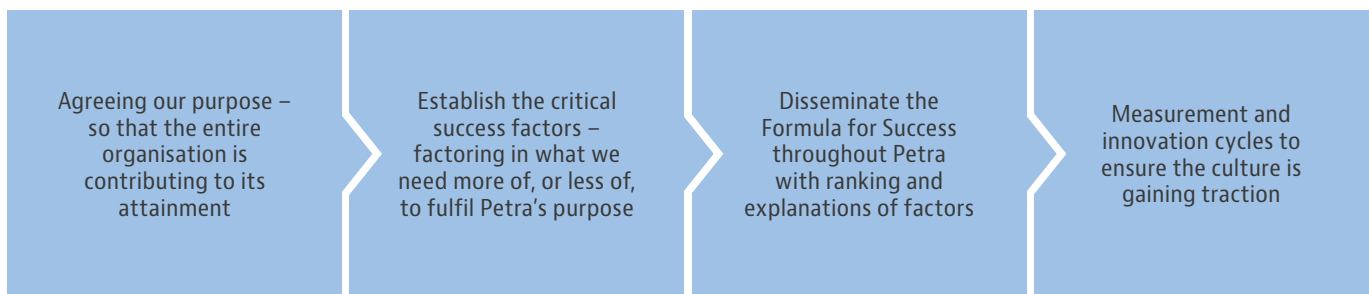 Agreeing our purpose –
so that the entire
organisation is
contributing to its
attainment
Establish the critical
success factors –
factoring in what we
need more of, or less of,
to fulfil Petra's purpose
Disseminate the
Formula for Success
throughout Petra
with ranking and
explanations of factors
Measurement and
innovation cycles to
ensure the culture is
gaining traction